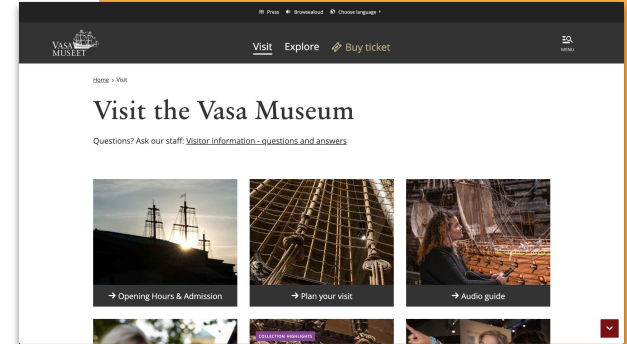 Press Browsealoud Choose language
VASA
MUSEET
Visit Explore Buy ticket
MENU
Home > Visit
Visit the Vasa Museum
Questions? Ask our staff: Visitor information - questions and answers
→ Opening Hours & Admission
→ Plan your visit
→ Audio guide
COLLECTION HIGHLIGHTS